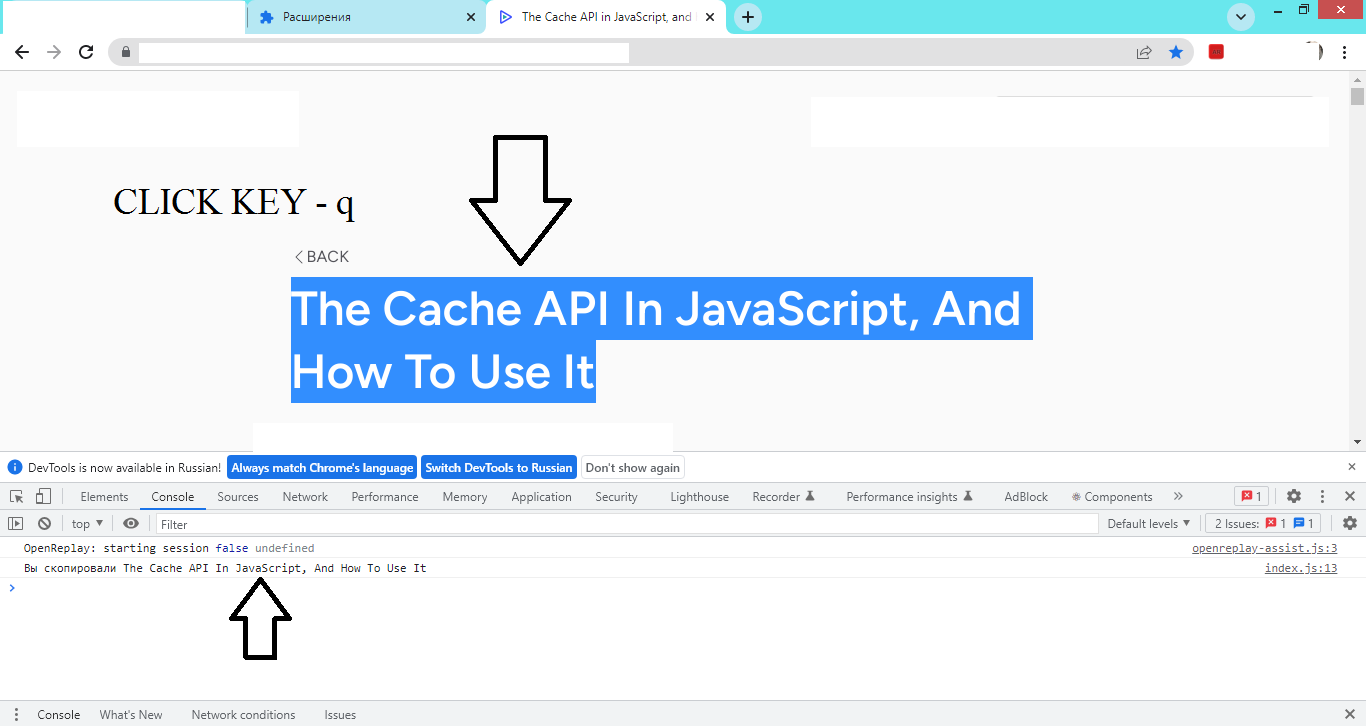 Расширения
The Cache API in JavaScript, and
CLICK KEY - q
BACK
The Cache API In JavaScript, And
How To Use It
DevTools is now available in Russian! Always match Chrome's language Switch DevTools to Russian Don't show again
Elements Console Sources Network Performance Memory Application Security Lighthouse Recorder Performance insights AdBlock Components 1
top Filter Default levels 2 Issues: 1 1
OpenReplay: starting session false undefined openreplay-assist.js:3
Вы скопировали The Cache API In JavaScript, And How To Use It index.js:13
Console What's New Network conditions Issues